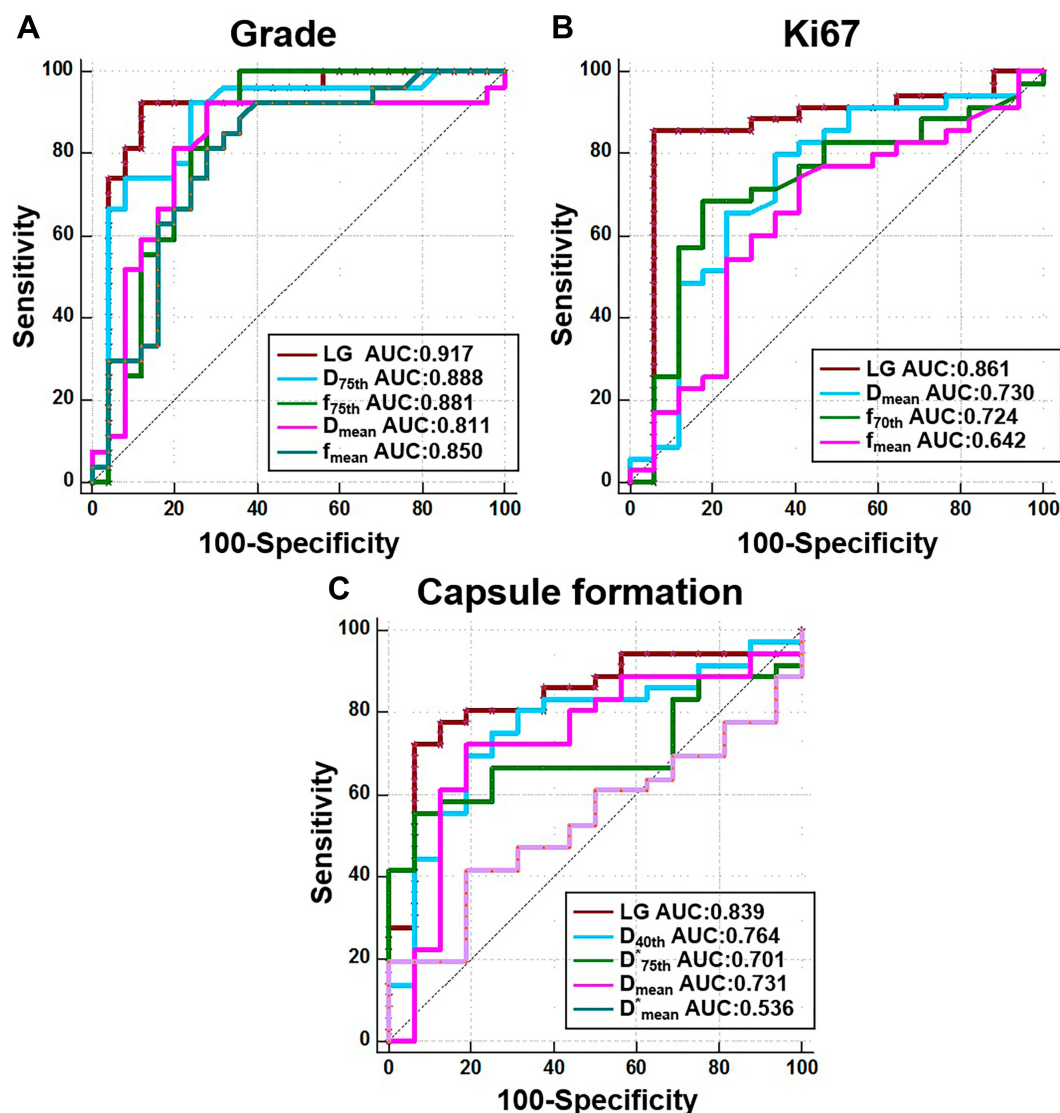 A
Grade
Sensitivity
100
80
60
40
20
0
LG AUC:0.917
D75th AUC:0.888
f75th AUC:0.881
Dmean AUC:0.811
fmean AUC:0.850
0 20 40 60 80 100
100-Specificity
B
Ki67
Sensitivity
100
80
60
40
20
0
LG AUC:0.861
Dmean AUC:0.730
f70th AUC:0.724
fmean AUC:0.642
0 20 40 60 80 100
100-Specificity
C
Capsule formation
Sensitivity
100
80
60
40
20
0
LG AUC:0.839
D40th AUC:0.764
D*75th AUC:0.701
Dmean AUC:0.731
D*mean AUC:0.536
0 20 40 60 80 100
100-Specificity